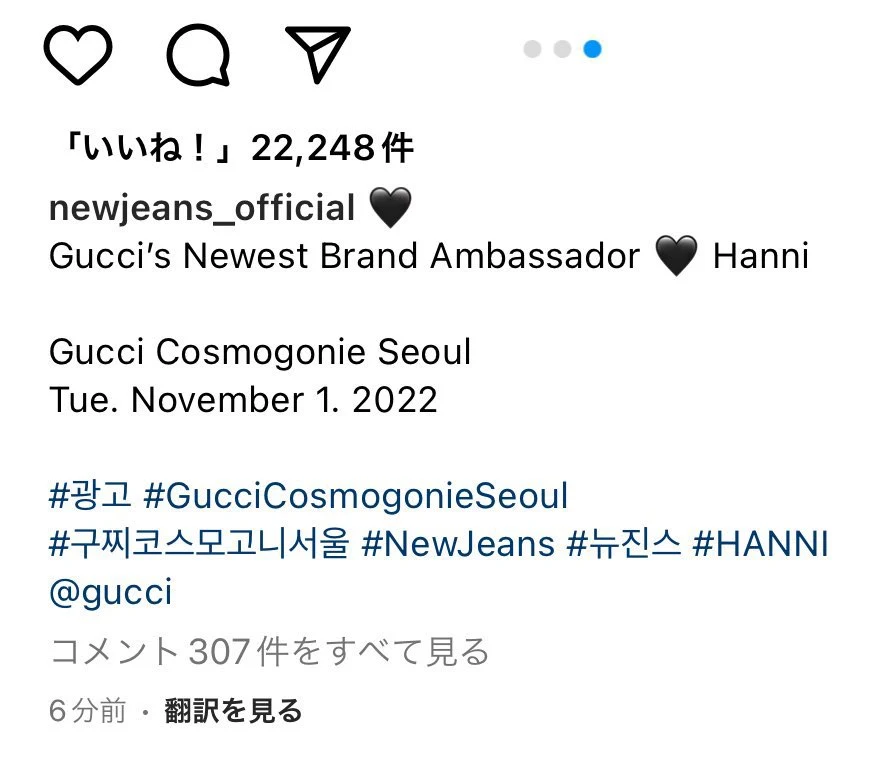 「いいね！」22,248件
newjeans_official 🖤
Gucci’s Newest Brand Ambassador 🖤 Hanni
Gucci Cosmogonie Seoul
Tue. November 1. 2022
#광고 #GucciCosmogonieSeoul
#구찌코스모고니서울 #NewJeans #뉴진스 #HANNI
@gucci
コメント307件をすべて見る
6分前 · 翻訳を見る